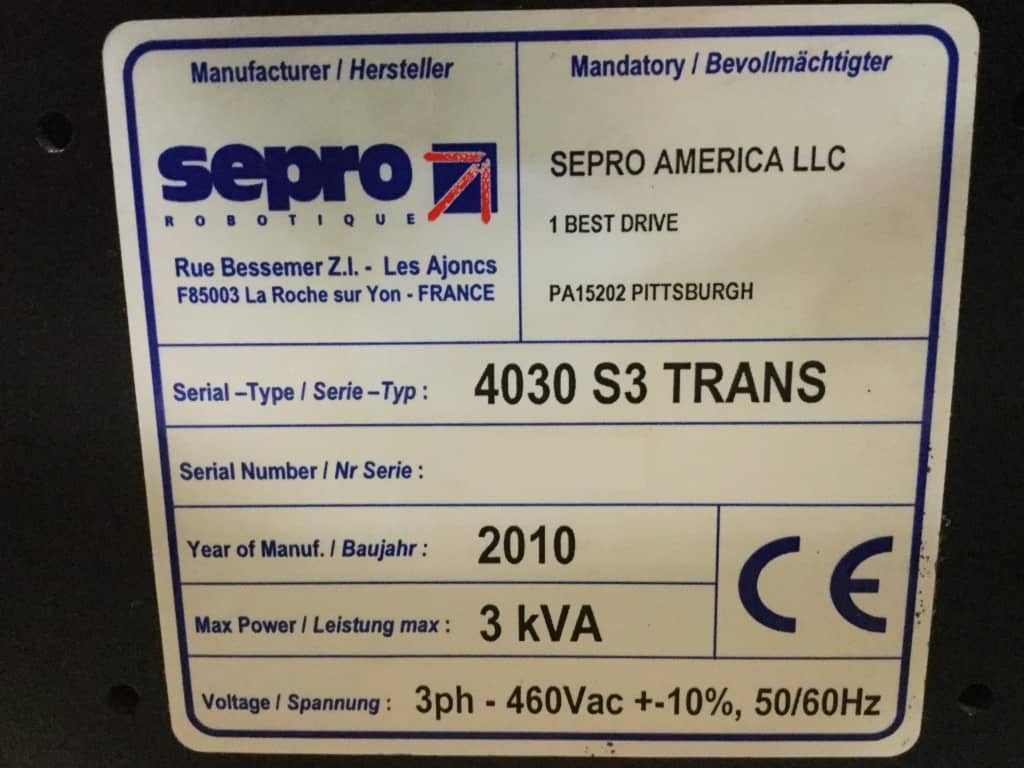 Manufacturer / Hersteller
sepro
ROBOTIQUE
Rue Bessemer Z.I. - Les Ajoncs
F85003 La Roche sur Yon - FRANCE
Mandatory / Bevollmächtigter
SEPRO AMERICA LLC
1 BEST DRIVE
PA15202 PITTSBURGH
Serial –Type / Serie –Typ : 4030 S3 TRANS
Serial Number / Nr Serie :
Year of Manuf. / Baujahr : 2010
Max Power / Leistung max : 3 kVA
CE
Voltage / Spannung : 3ph - 460Vac +-10%, 50/60Hz